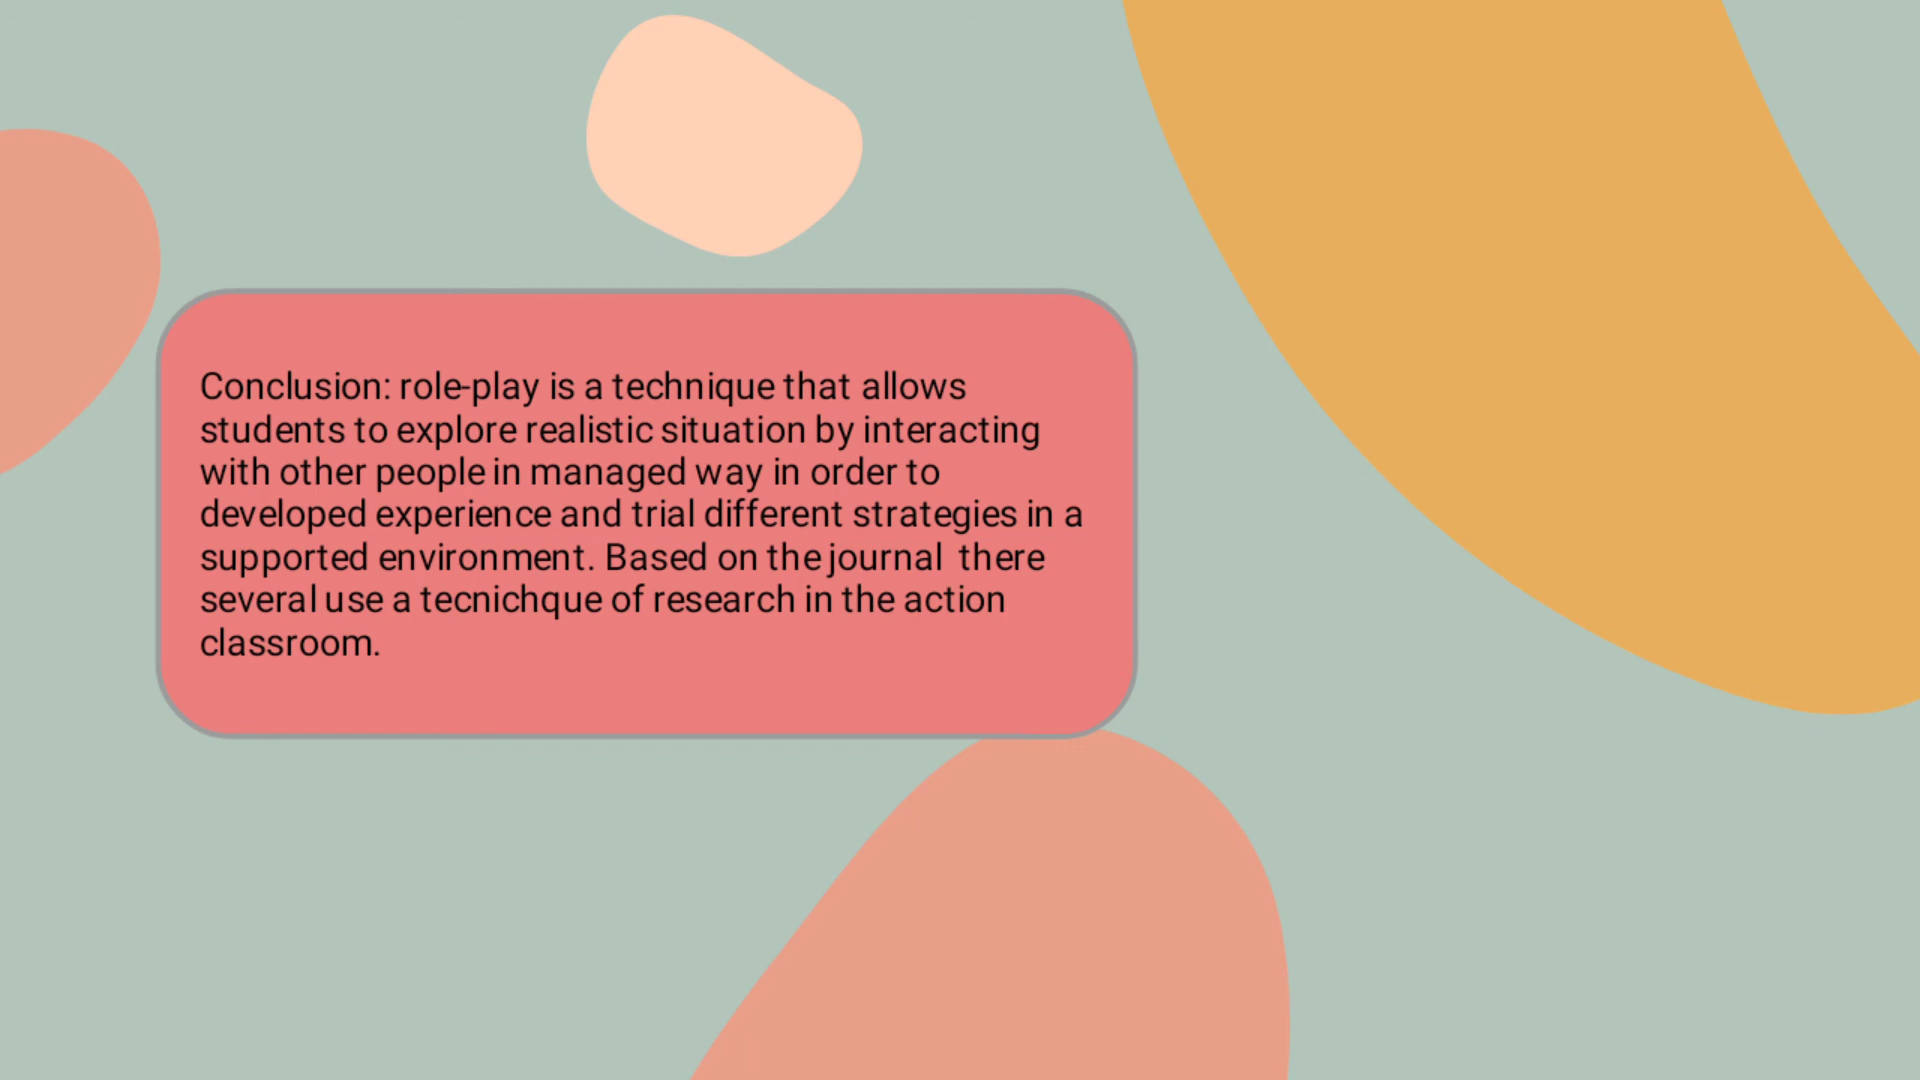 Conclusion: role-play is a technique that allows
students to explore realistic situation by interacting
with other people in managed way in order to
developed experience and trial different strategies in a
supported environment. Based on the journal  there
several use a tecnichque of research in the action
classroom.